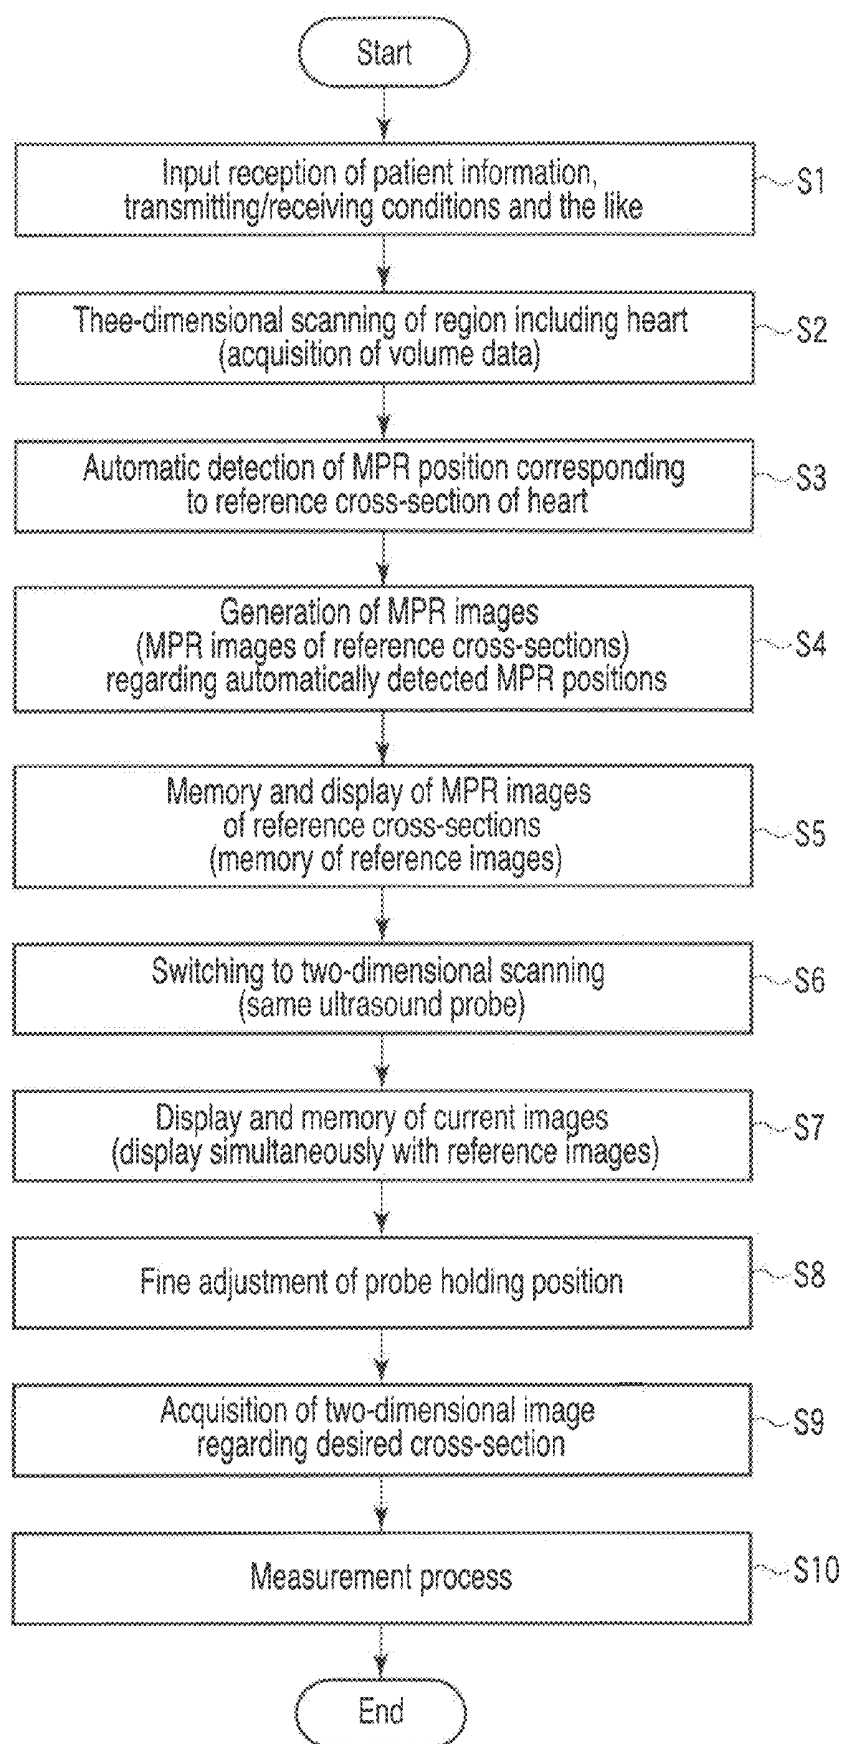 Start
Input reception of patient information,
transmitting/receiving conditions and the like
S1
Thee-dimensional scanning of region including heart
(acquisition of volume data)
S2
Automatic detection of MPR position corresponding
to reference cross-section of heart
S3
Generation of MPR images
(MPR images of reference cross-sections)
regarding automatically detected MPR positions
S4
Memory and display of MPR images
of reference cross-sections
(memory of reference images)
S5
Switching to two-dimensional scanning
(same ultrasound probe)
S6
Display and memory of current images
(display simultaneously with reference images)
S7
Fine adjustment of probe holding position
S8
Acquisition of two-dimensional image
regarding desired cross-section
S9
Measurement process
S10
End